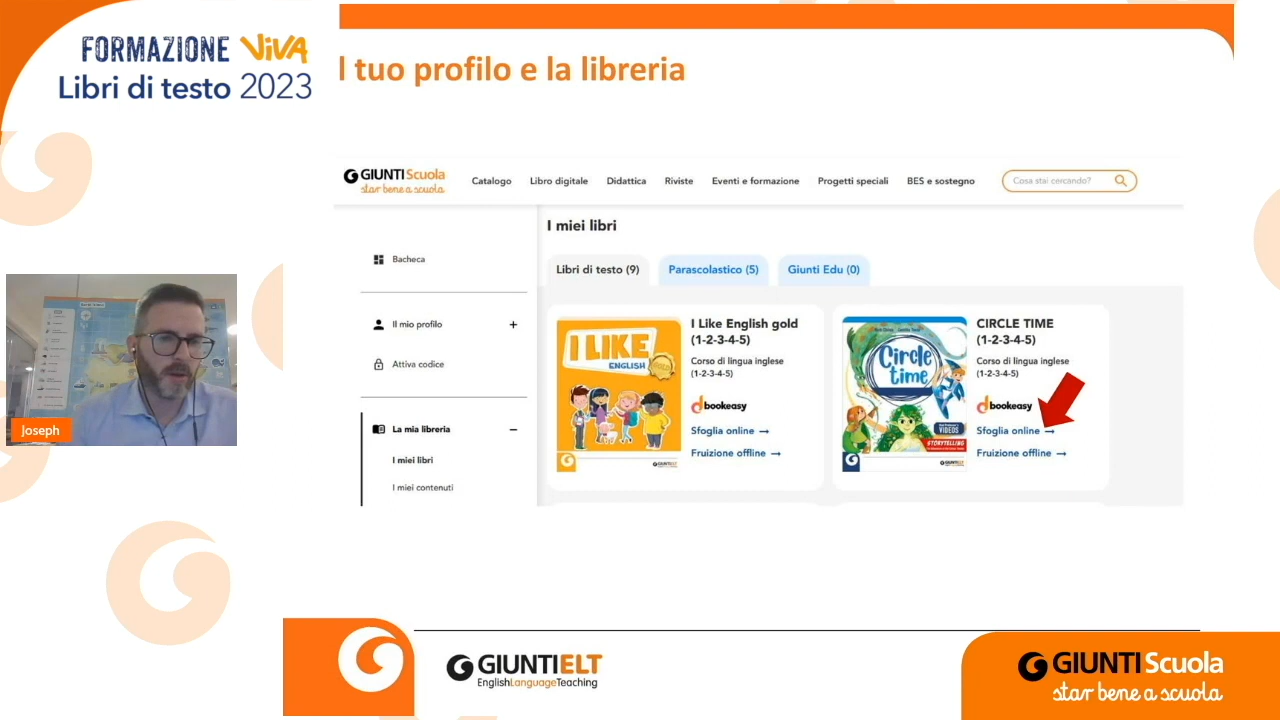 FORMAZIONE VIVA
Libri di testo 2023
l tuo profilo e la libreria
GIUNTI Scuola
star bene a scuola
Catalogo Libro digitale Didattica Riviste Eventi e formazione Progetti speciali BES e sostegno
Cosa stai cercando?
I miei libri
Bacheca
Libri di testo (9) Parascolastico (5) Giunti Edu (0)
Il mio profilo +
Attiva codice
La mia libreria −
I miei libri
I miei contenuti
I LIKE
ENGLISH
GOLD
I Like English gold
(1-2-3-4-5)
Corso di lingua inglese
(1-2-3-4-5)
bookeasy
Sfoglia online →
Fruizione offline →
Circle
time
VIDEOS
STORYTELLING
CIRCLE TIME
(1-2-3-4-5)
Corso di lingua inglese
(1-2-3-4-5)
bookeasy
Sfoglia online →
Fruizione offline →
Joseph
GIUNTI ELT
EnglishLanguageTeaching
GIUNTI Scuola
star bene a scuola